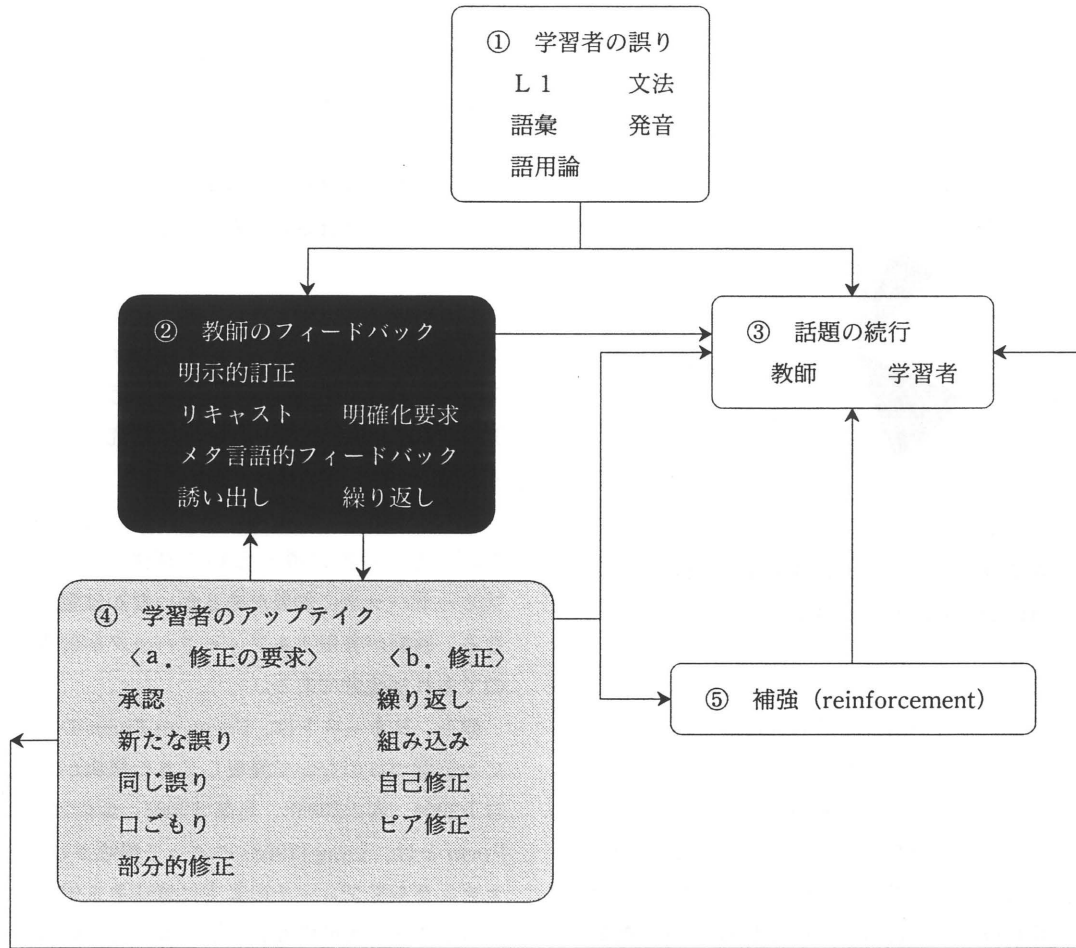 ① 学習者の誤り
L1 文法
語彙 発音
語用論
② 教師のフィードバック
明示的訂正
リキャスト 明確化要求
メタ言語的フィードバック
誘い出し 繰り返し
③ 話題の続行
教師 学習者
④ 学習者のアップテイク
〈a．修正の要求〉 〈b．修正〉
承認 繰り返し
新たな誤り 組み込み
同じ誤り 自己修正
口ごもり ピア修正
部分的修正
⑤ 補強（reinforcement）